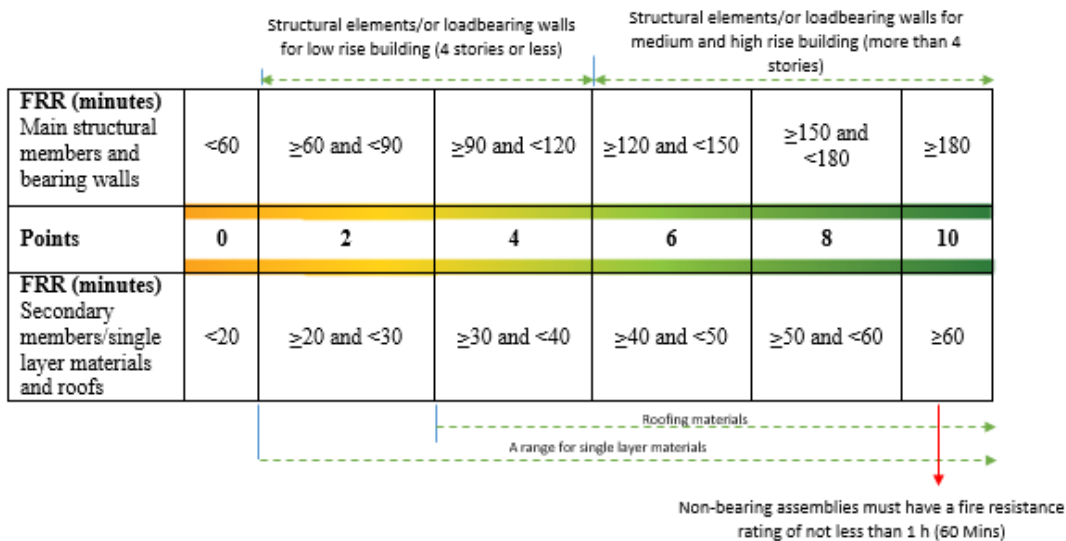 Structural elements/or loadbearing walls
for low rise building (4 stories or less)
Structural elements/or loadbearing walls for
medium and high rise building (more than 4
stories)
FRR (minutes)
Main structural
members and
bearing walls
<60
≥60 and <90
≥90 and <120
≥120 and <150
≥150 and
<180
≥180
Points
0
2
4
6
8
10
FRR (minutes)
Secondary
members/single
layer materials
and roofs
<20
≥20 and <30
≥30 and <40
≥40 and <50
≥50 and <60
≥60
Roofing materials
A range for single layer materials
Non-bearing assemblies must have a fire resistance
rating of not less than 1 h (60 Mins)